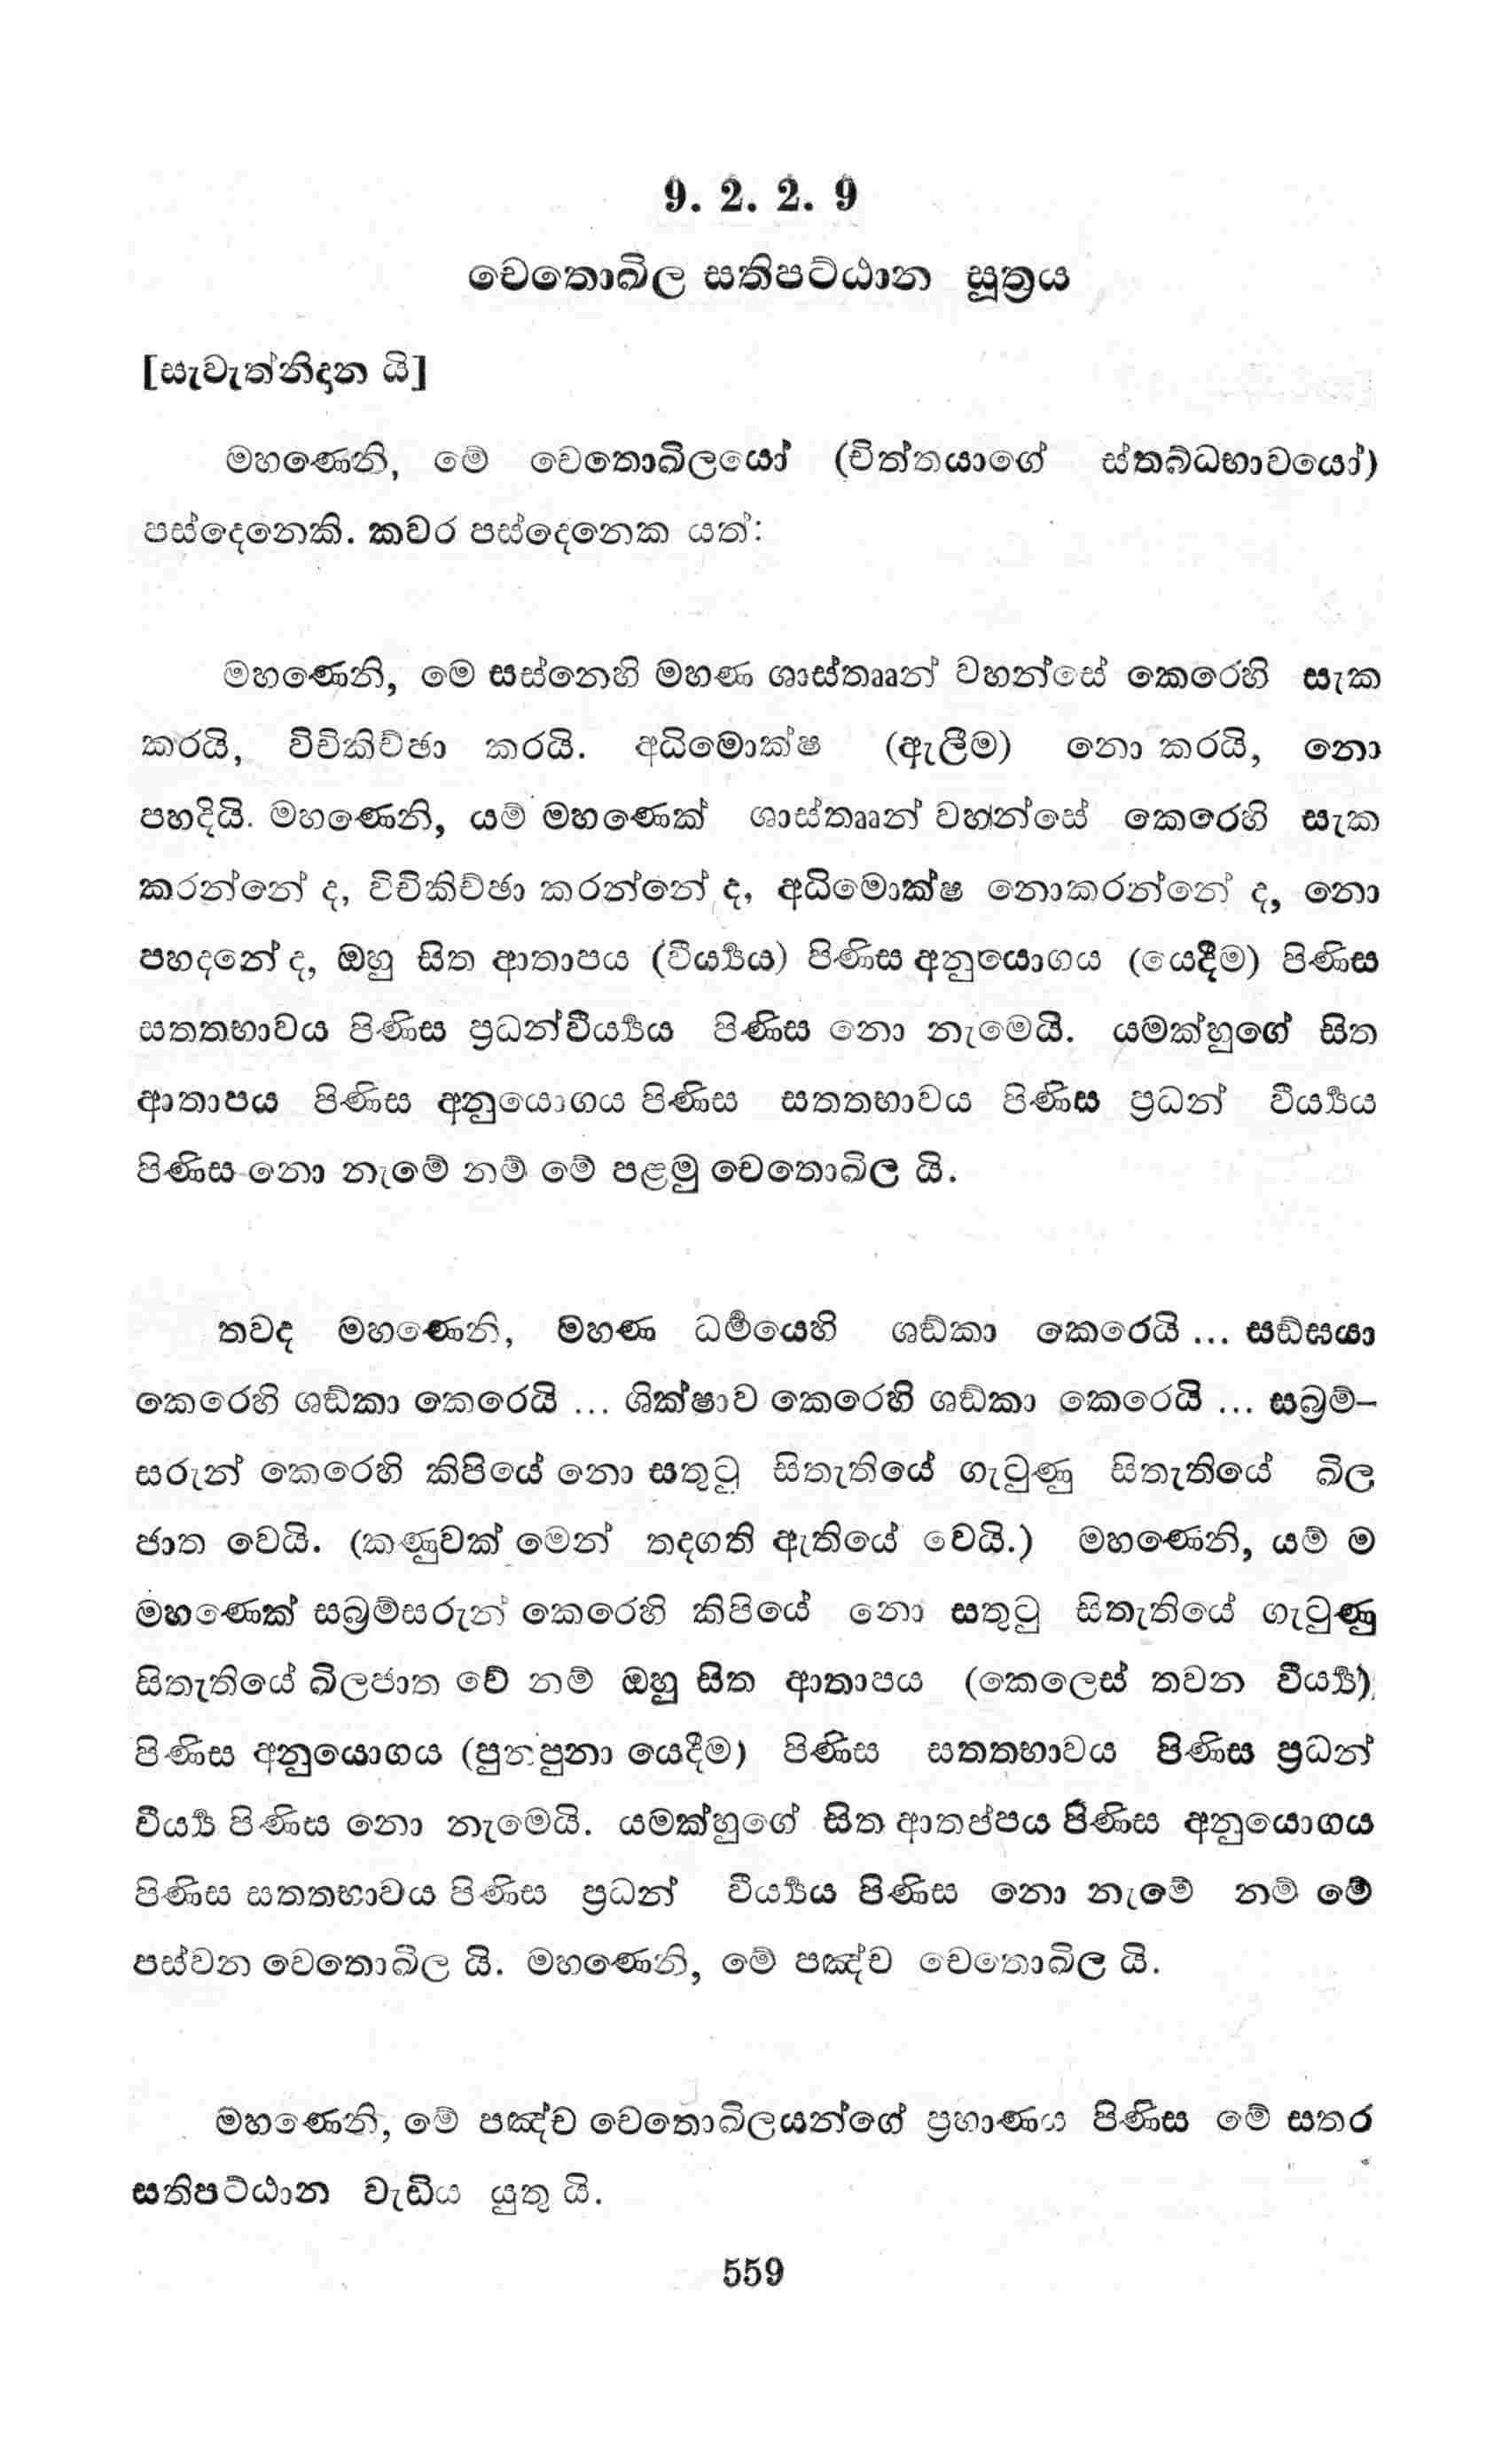 9. 2. 2. 9
චෙතොඛිල සතිපට්ඨාන සූත්‍රය
[සැවැත්නිදාන යි]
මහණෙනි, මේ චෙතොඛිලයෝ (චිත්තයාගේ ස්තබ්ධභාවයෝ)
පස්දෙනෙකි. කවර පස්දෙනෙක යත්:
මහණෙනි, මෙ සස්නෙහි මහණ ශාස්තෲන් වහන්සේ කෙරෙහි සැක
කරයි, විචිකිච්ඡා කරයි. අධිමොක්ෂ (ඇලීම) නො කරයි, නො
පහදියි. මහණෙනි, යම් මහණෙක් ශාස්තෲන් වහන්සේ කෙරෙහි සැක
කරන්නේ ද, විචිකිච්ඡා කරන්නේ ද, අධිමොක්ෂ නොකරන්නේ ද, නො
පහදනේ ද, ඔහු සිත ආතාපය (වීර්‍ය්‍යය) පිණිස අනුයොගය (යෙදීම) පිණිස
සතතභාවය පිණිස ප්‍රධන්වීර්‍ය්‍යය පිණිස නො නැමෙයි. යමක්හුගේ සිත
ආතාපය පිණිස අනුයොගය පිණිස සතතභාවය පිණිස ප්‍රධන් වීර්‍ය්‍යය
පිණිස නො නැමේ නම් මේ පළමු චෙතොඛිල යි.
තවද මහණෙනි, මහණ ධර්‍මයෙහි ශඞ්කා කෙරෙයි ... සඞ්ඝයා
කෙරෙහි ශඞ්කා කෙරෙයි ... ශික්ෂාව කෙරෙහි ශඞ්කා කෙරෙයි ... සබ්‍රම්-
සරුන් කෙරෙහි කිපියේ නො සතුටු සිතැතියේ ගැටුණු සිතැතියේ ඛිල
ජාත වෙයි. (කණුවක් මෙන් තදගති ඇතියේ වෙයි.) මහණෙනි, යම් ම
මහණෙක් සබ්‍රම්සරුන් කෙරෙහි කිපියේ නො සතුටු සිතැතියේ ගැටුණු
සිතැතියේ ඛිලජාත වේ නම් ඔහු සිත ආතාපය (කෙලෙස් තවන වීර්‍ය්‍ය)
පිණිස අනුයොගය (පුනපුනා යෙදීම) පිණිස සතතභාවය පිණිස ප්‍රධන්
වීර්‍ය්‍ය පිණිස නො නැමෙයි. යමක්හුගේ සිත ආතප්පය පිණිස අනුයොගය
පිණිස සතතභාවය පිණිස ප්‍රධන් වීර්‍ය්‍යය පිණිස නො නැමේ නම් මේ
පස්වන චෙතොඛිල යි. මහණෙනි, මේ පඤ්ච චෙතොඛිල යි.
මහණෙනි, මේ පඤ්ච චෙතොඛිලයන්ගේ ප්‍රහාණය පිණිස මේ සතර
සතිපට්ඨාන වැඩිය යුතු යි.
559